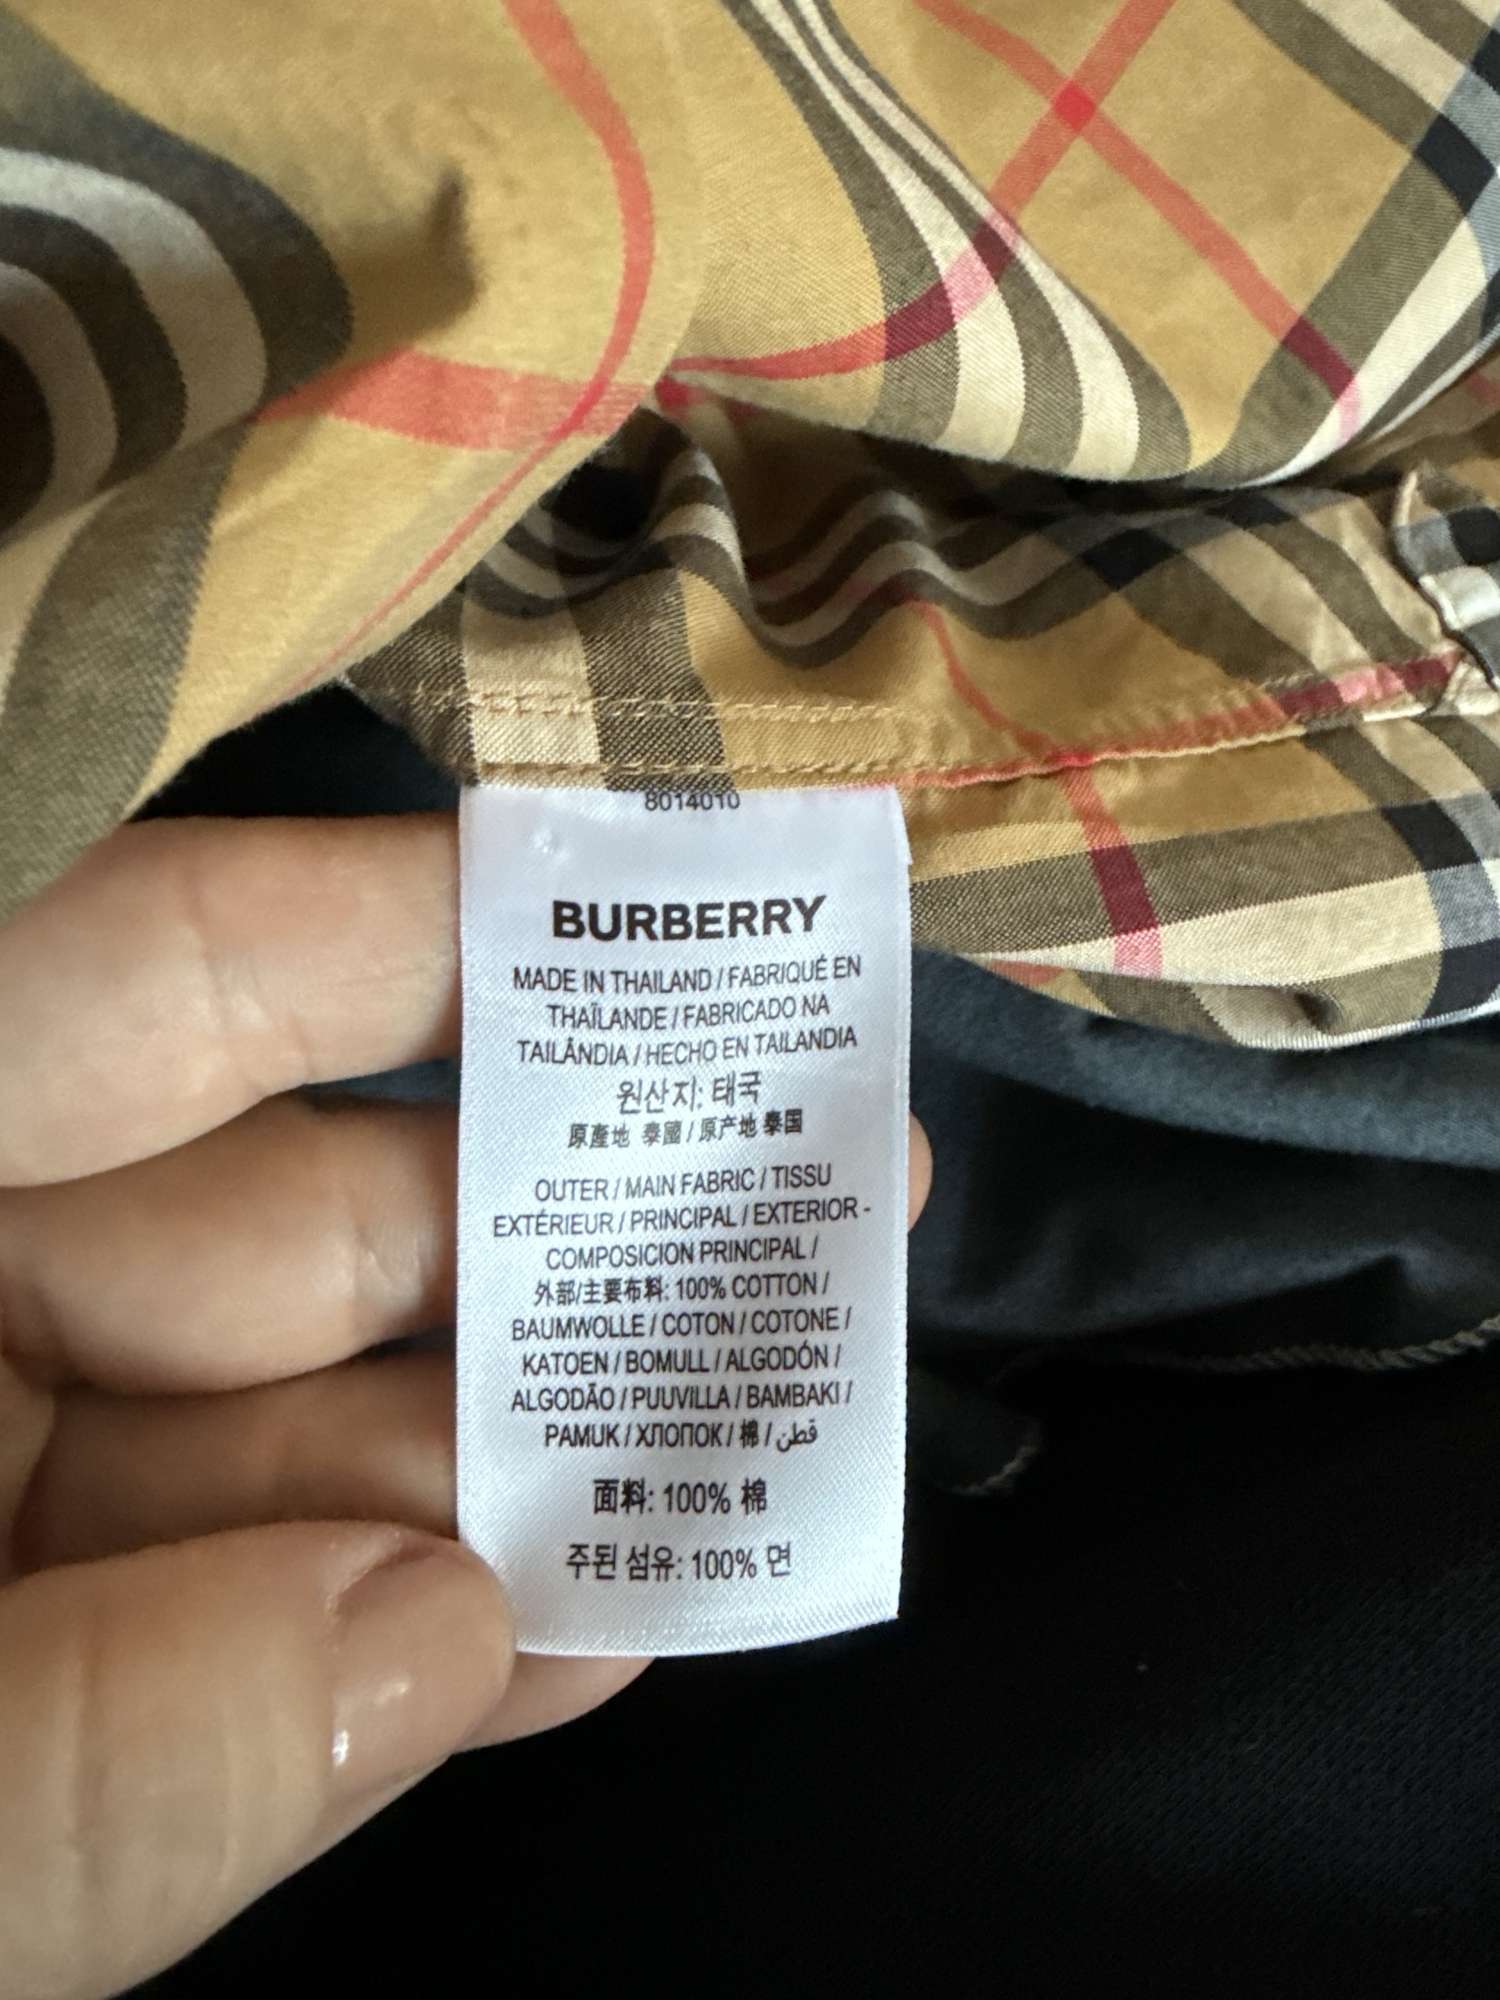 8014010
BURBERRY
MADE IN THAILAND / FABRIQUÉ EN
THAÏLANDE / FABRICADO NA
TAILÂNDIA / HECHO EN TAILANDIA
원산지: 태국
原產地 泰國 / 原产地 泰国
OUTER / MAIN FABRIC / TISSU
EXTÉRIEUR / PRINCIPAL / EXTERIOR -
COMPOSICION PRINCIPAL /
外部/主要布料: 100% COTTON /
BAUMWOLLE / COTON / COTONE /
KATOEN / BOMULL / ALGODÓN /
ALGODÃO / PUUVILLA / BAMBAKI /
PAMUK / ХЛОПОК / 棉 / قطن
面料: 100% 棉
주된 섬유: 100% 면